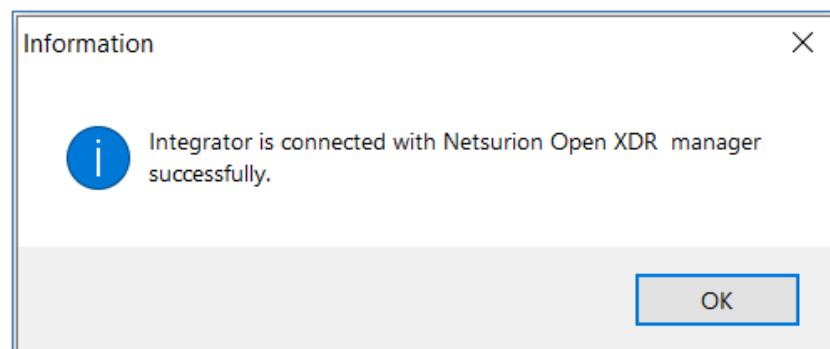 Information
Integrator is connected with Netsurion Open XDR  manager
successfully.
OK